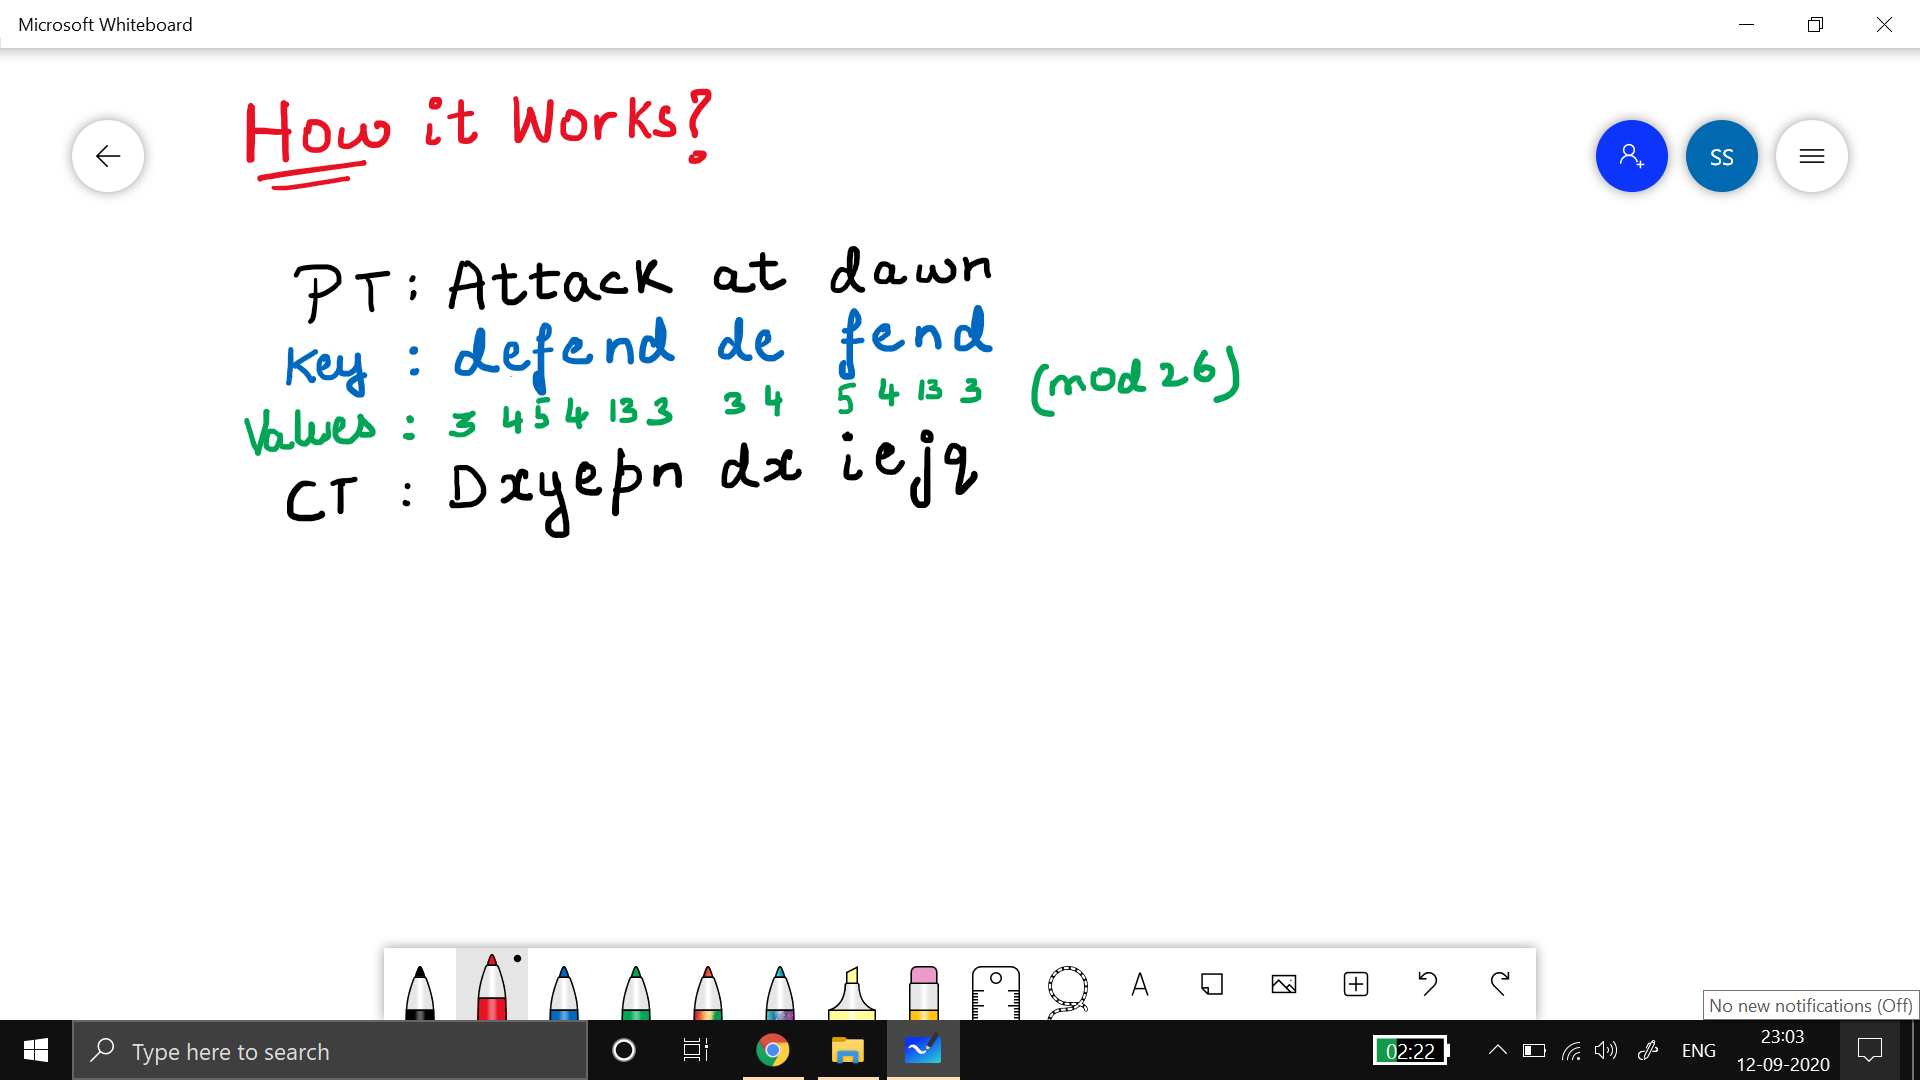 Microsoft Whiteboard
How it Works?
SS
PT: Attack at dawn
Key: defend de fend
Values: 3 4 5 4 13 3 3 4 5 4 13 3 (mod 26)
CT: Dxyepn dx iejq
A
No new notifications (Off)
Type here to search
02:22
ENG
23:03
12-09-2020